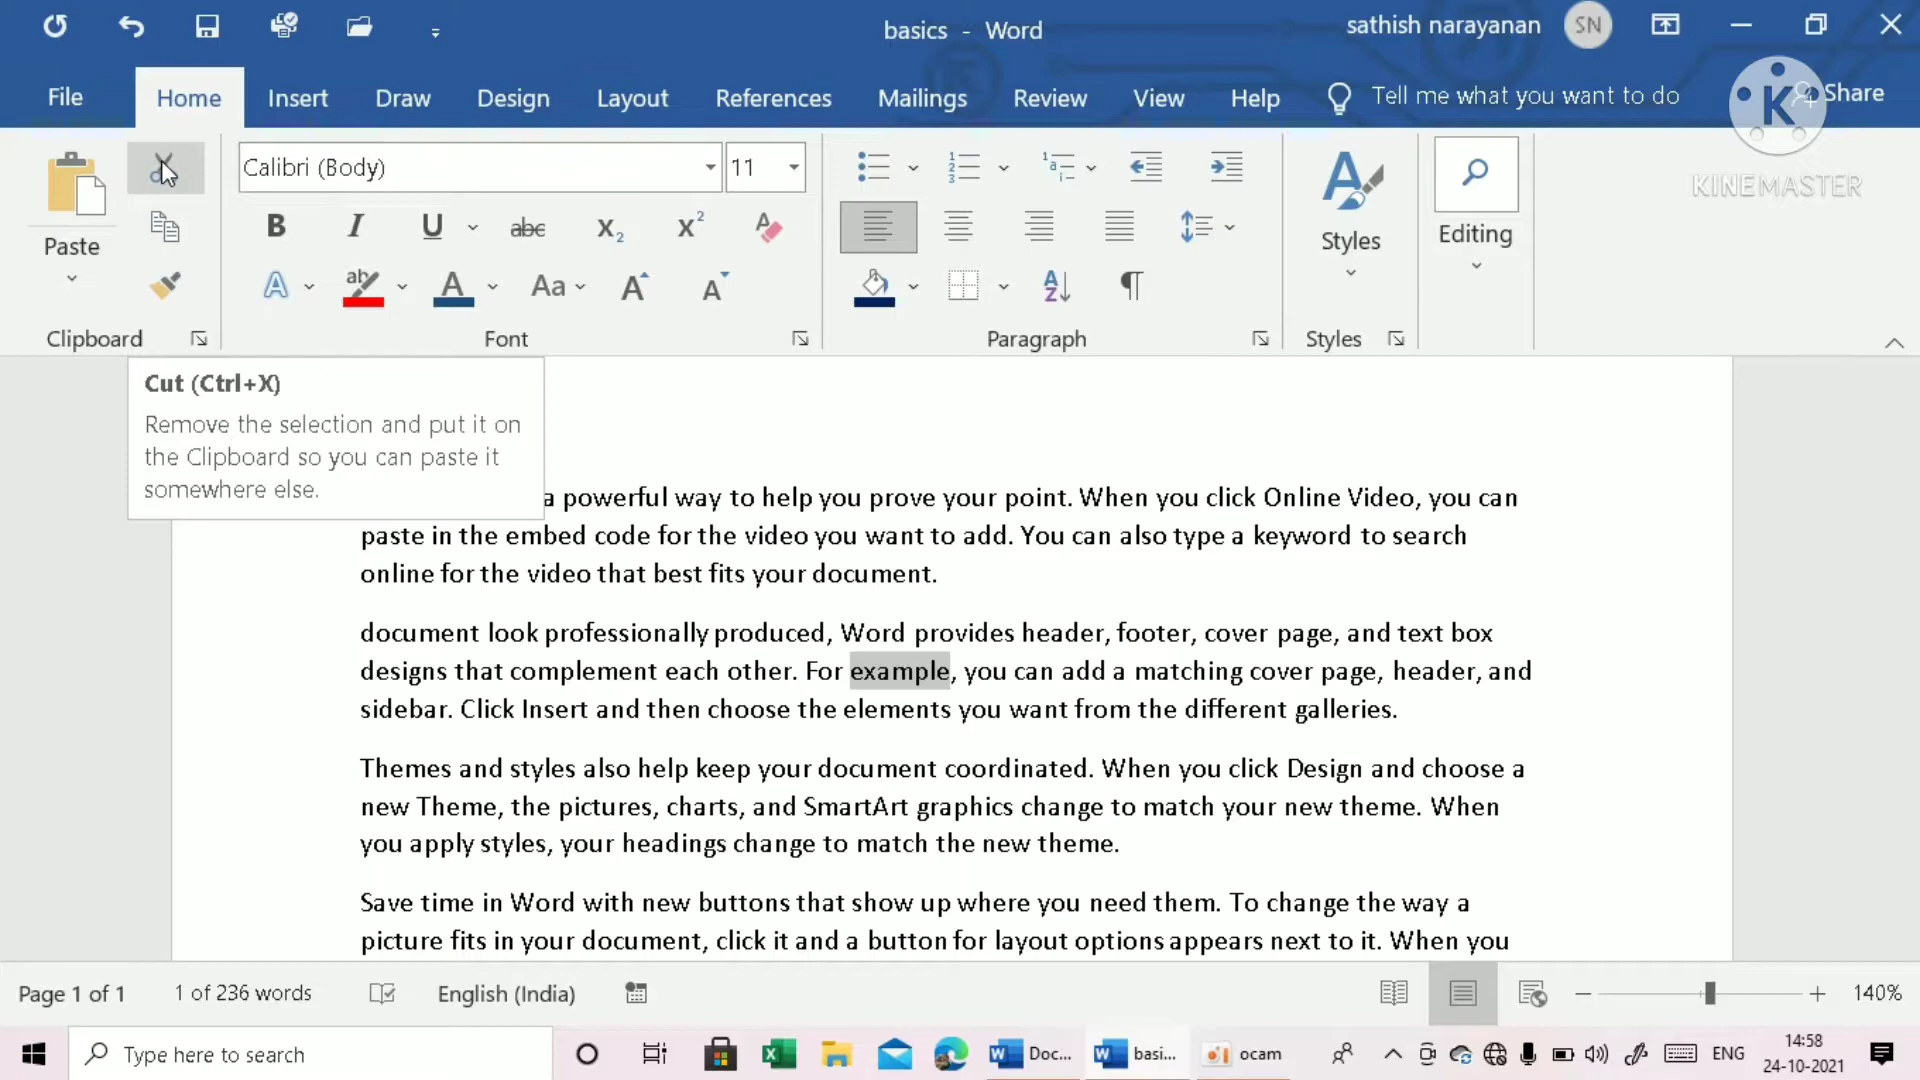 basics - Word
sathish narayanan
SN
File
Home
Insert
Draw
Design
Layout
References
Mailings
Review
View
Help
Tell me what you want to do
Share
K
KINEMASTER
Paste
Clipboard
Calibri (Body)
11
B
I
U
abc
X₂
X²
A
ab
A
Aa
A
A
Font
Paragraph
Styles
Styles
Editing
Cut (Ctrl+X)
Remove the selection and put it on
the Clipboard so you can paste it
somewhere else.
a powerful way to help you prove your point. When you click Online Video, you can
paste in the embed code for the video you want to add. You can also type a keyword to search
online for the video that best fits your document.
document look professionally produced, Word provides header, footer, cover page, and text box
designs that complement each other. For example, you can add a matching cover page, header, and
sidebar. Click Insert and then choose the elements you want from the different galleries.
Themes and styles also help keep your document coordinated. When you click Design and choose a
new Theme, the pictures, charts, and SmartArt graphics change to match your new theme. When
you apply styles, your headings change to match the new theme.
Save time in Word with new buttons that show up where you need them. To change the way a
picture fits in your document, click it and a button for layout options appears next to it. When you
Page 1 of 1
1 of 236 words
English (India)
140%
Type here to search
Doc...
basi...
ocam
ENG
14:58
24-10-2021